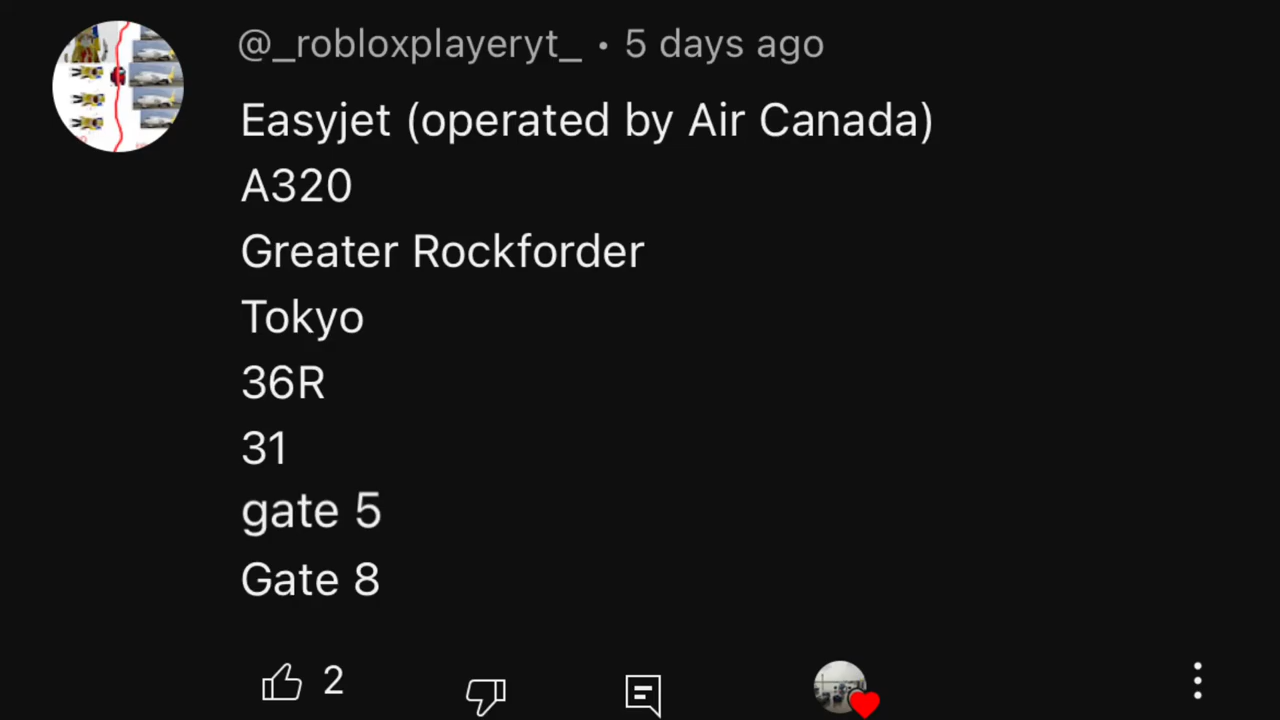 @_robloxplayeryt_ • 5 days ago
Easyjet (operated by Air Canada)
A320
Greater Rockforder
Tokyo
36R
31
gate 5
Gate 8
2